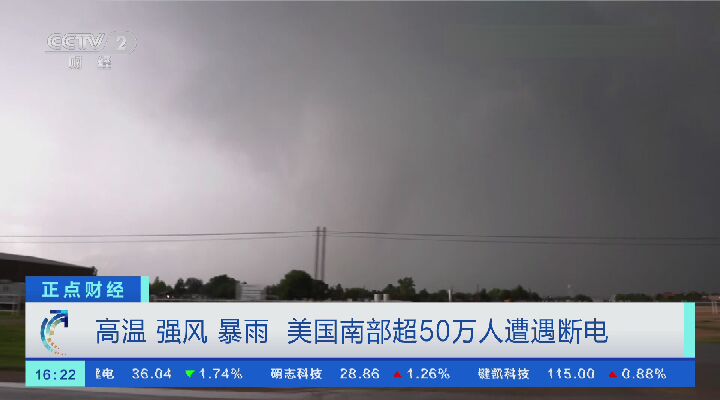 CCTV 2
财经
正点财经
高温 强风 暴雨 美国南部超50万人遭遇断电
16:22 电 36.04 ▼1.74% 明志科技 28.86 ▲1.26% 键凯科技 115.00 ▲0.88%